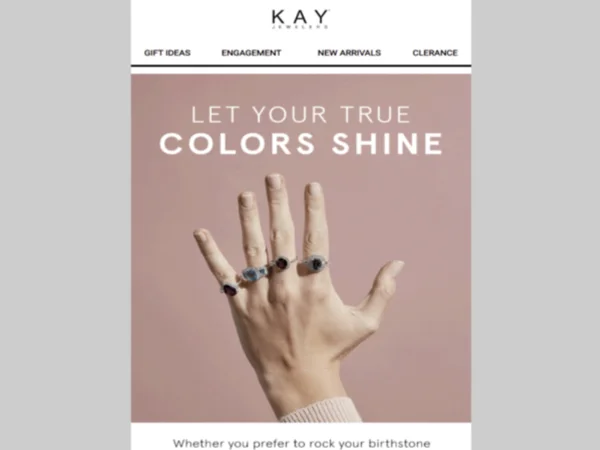 KAY
JEWELERS
GIFT IDEAS ENGAGEMENT NEW ARRIVALS CLERANCE
LET YOUR TRUE
COLORS SHINE
Whether you prefer to rock your birthstone